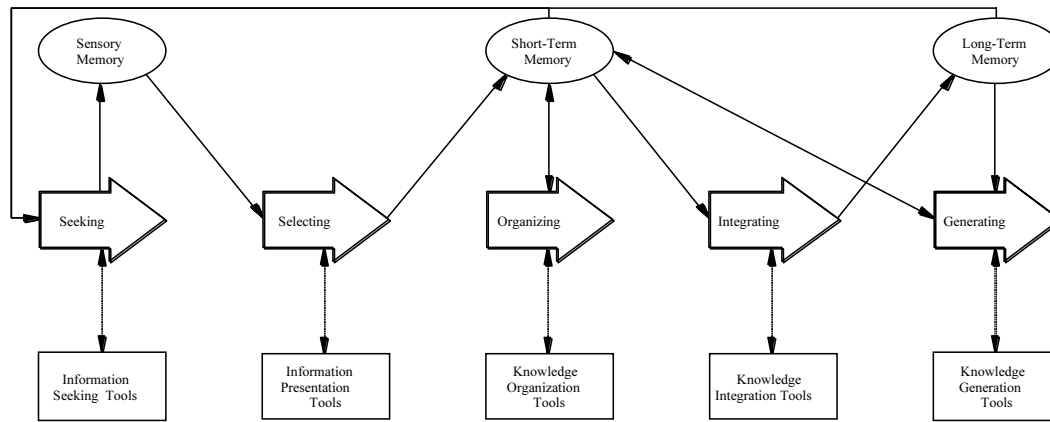 Sensory
Memory
Short-Term
Memory
Long-Term
Memory
Seeking
Selecting
Organizing
Integrating
Generating
Information
Seeking Tools
Information
Presentation
Tools
Knowledge
Organization
Tools
Knowledge
Integration Tools
Knowledge
Generation
Tools